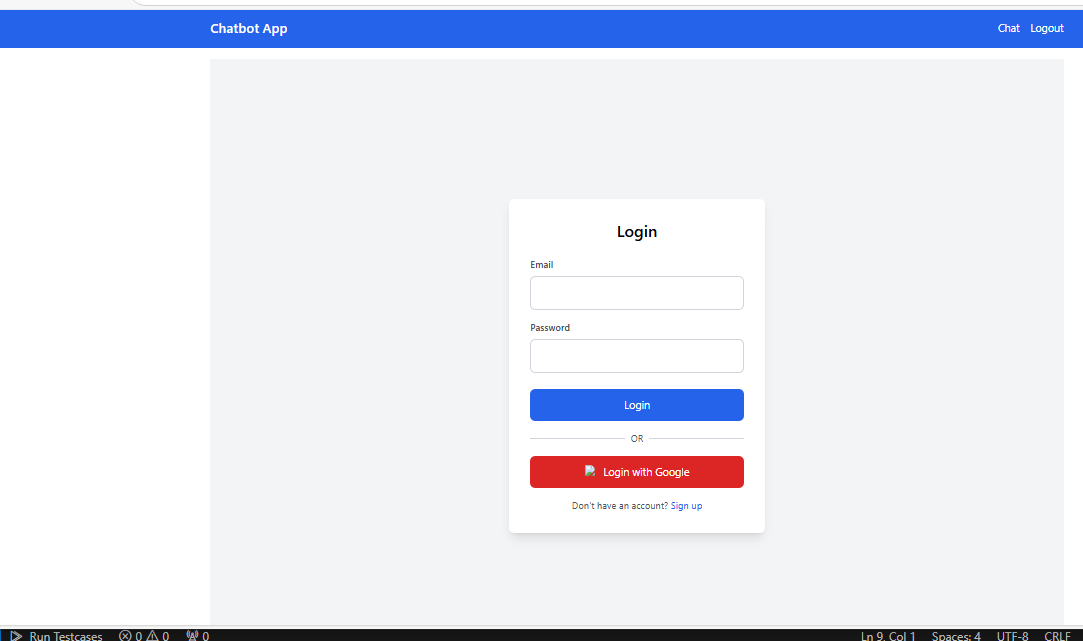 Chatbot App
Chat Logout
Login
Email
Password
Login
OR
Login with Google
Don't have an account? Sign up
Run Testcases 0 0 0 Ln 9, Col 1 Spaces: 4 UTF-8 CRLF